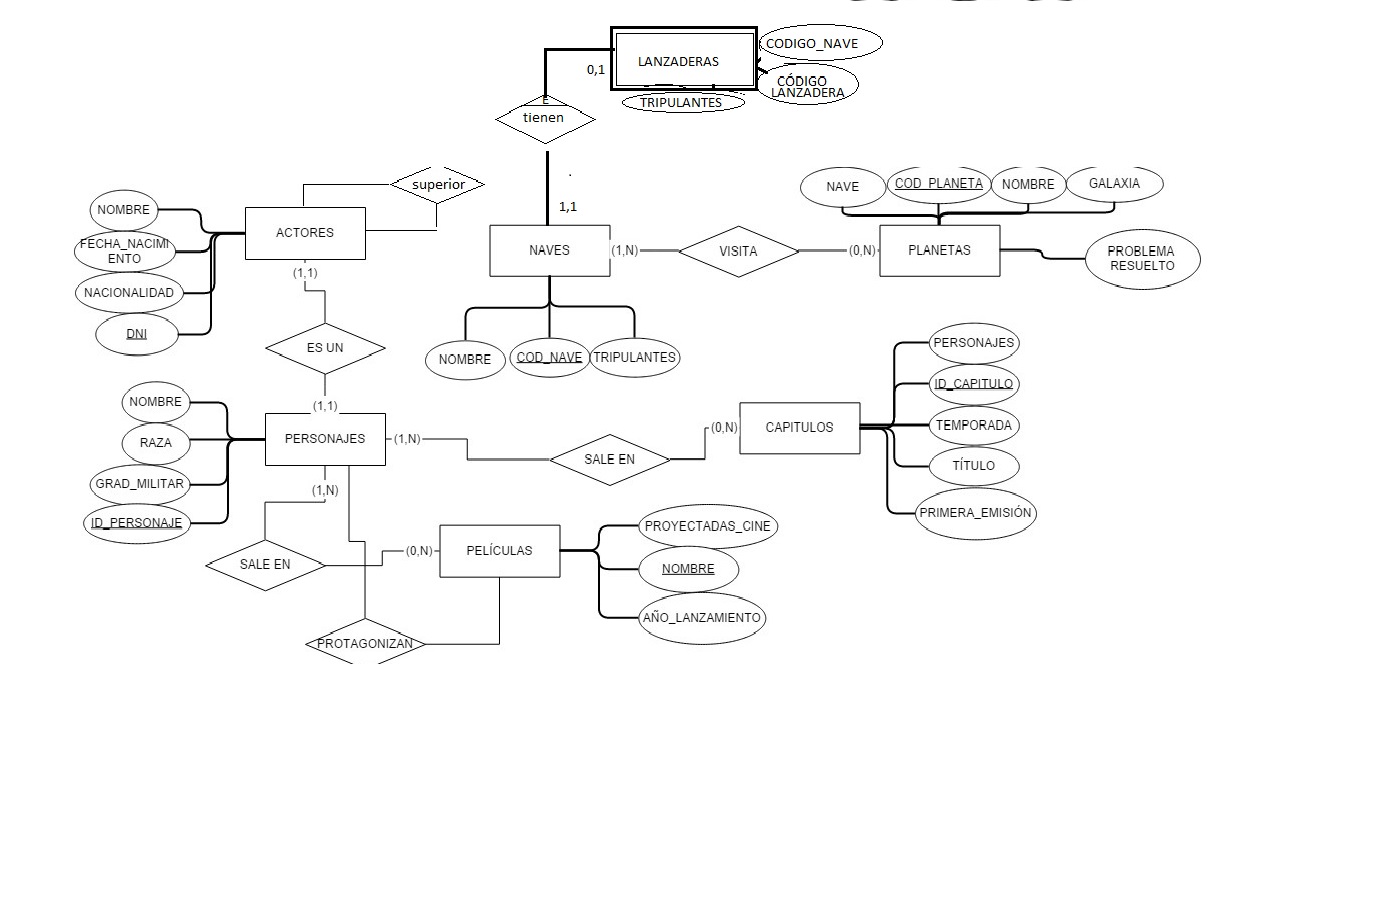 CODIGO_NAVE
LANZADERAS
0,1
CÓDIGO
LANZADERA
TRIPULANTES
E
tienen
superior
NAVE
COD_PLANETA
NOMBRE
GALAXIA
NOMBRE
1,1
ACTORES
FECHA_NACIMI
ENTO
NAVES
(1,N)
VISITA
(0,N)
PLANETAS
PROBLEMA
RESUELTO
(1,1)
NACIONALIDAD
DNI
ES UN
NOMBRE
COD_NAVE
TRIPULANTES
PERSONAJES
ID_CAPITULO
NOMBRE
(1,1)
RAZA
PERSONAJES
(1,N)
SALE EN
(0,N)
CAPITULOS
TEMPORADA
TÍTULO
GRAD_MILITAR
(1,N)
ID_PERSONAJE
PRIMERA_EMISIÓN
SALE EN
(0,N)
PELÍCULAS
PROYECTADAS_CINE
NOMBRE
AÑO_LANZAMIENTO
PROTAGONIZAN